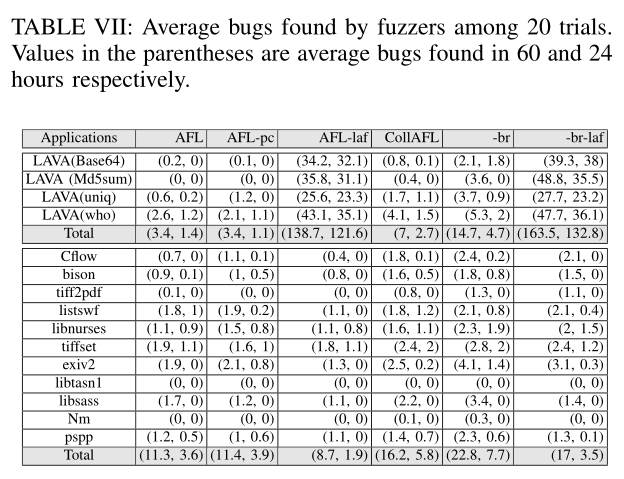 TABLE VII: Average bugs found by fuzzers among 20 trials.
Values in the parentheses are average bugs found in 60 and 24
hours respectively.
Applications AFL AFL-pc AFL-laf CollAFL -br -br-laf
LAVA(Base64) (0.2, 0) (0.1, 0) (34.2, 32.1) (0.8, 0.1) (2.1, 1.8) (39.3, 38)
LAVA (Md5sum) (0, 0) (0, 0) (35.8, 31.1) (0.4, 0) (3.6, 0) (48.8, 35.5)
LAVA(uniq) (0.6, 0.2) (1.2, 0) (25.6, 23.3) (1.7, 1.1) (3.7, 0.9) (27.7, 23.2)
LAVA(who) (2.6, 1.2) (2.1, 1.1) (43.1, 35.1) (4.1, 1.5) (5.3, 2) (47.7, 36.1)
Total (3.4, 1.4) (3.4, 1.1) (138.7, 121.6) (7, 2.7) (14.7, 4.7) (163.5, 132.8)
Cflow (0.7, 0) (1.1, 0.1) (0.4, 0) (1.8, 0.1) (2.4, 0.2) (2.1, 0)
bison (0.9, 0.1) (1, 0.5) (0.8, 0) (1.6, 0.5) (1.8, 0.8) (1.5, 0)
tiff2pdf (0.1, 0) (0, 0) (0, 0) (0.8, 0) (1.3, 0) (1.1, 0)
listswf (1.8, 1) (1.9, 0.2) (1.1, 0) (1.8, 1.2) (2.1, 0.8) (2.1, 0.4)
libnurses (1.1, 0.9) (1.5, 0.8) (1.1, 0.8) (1.6, 1.1) (2.3, 1.9) (2, 1.5)
tiffset (1.9, 1.1) (1.6, 1) (1.8, 1.1) (2.4, 2) (2.8, 2) (2.4, 1.2)
exiv2 (1.9, 0) (2.1, 0.8) (1.3, 0) (2.5, 0.2) (4.1, 1.4) (3.1, 0.3)
libtasn1 (0, 0) (0, 0) (0, 0) (0, 0) (0, 0) (0, 0)
libsass (1.7, 0) (1.2, 0) (1.1, 0) (2.2, 0) (3.4, 0) (1.4, 0)
Nm (0, 0) (0, 0) (0, 0) (0.1, 0) (0.3, 0) (0, 0)
pspp (1.2, 0.5) (1, 0.6) (1.1, 0) (1.4, 0.7) (2.3, 0.6) (1.3, 0.1)
Total (11.3, 3.6) (11.4, 3.9) (8.7, 1.9) (16.2, 5.8) (22.8, 7.7) (17, 3.5)